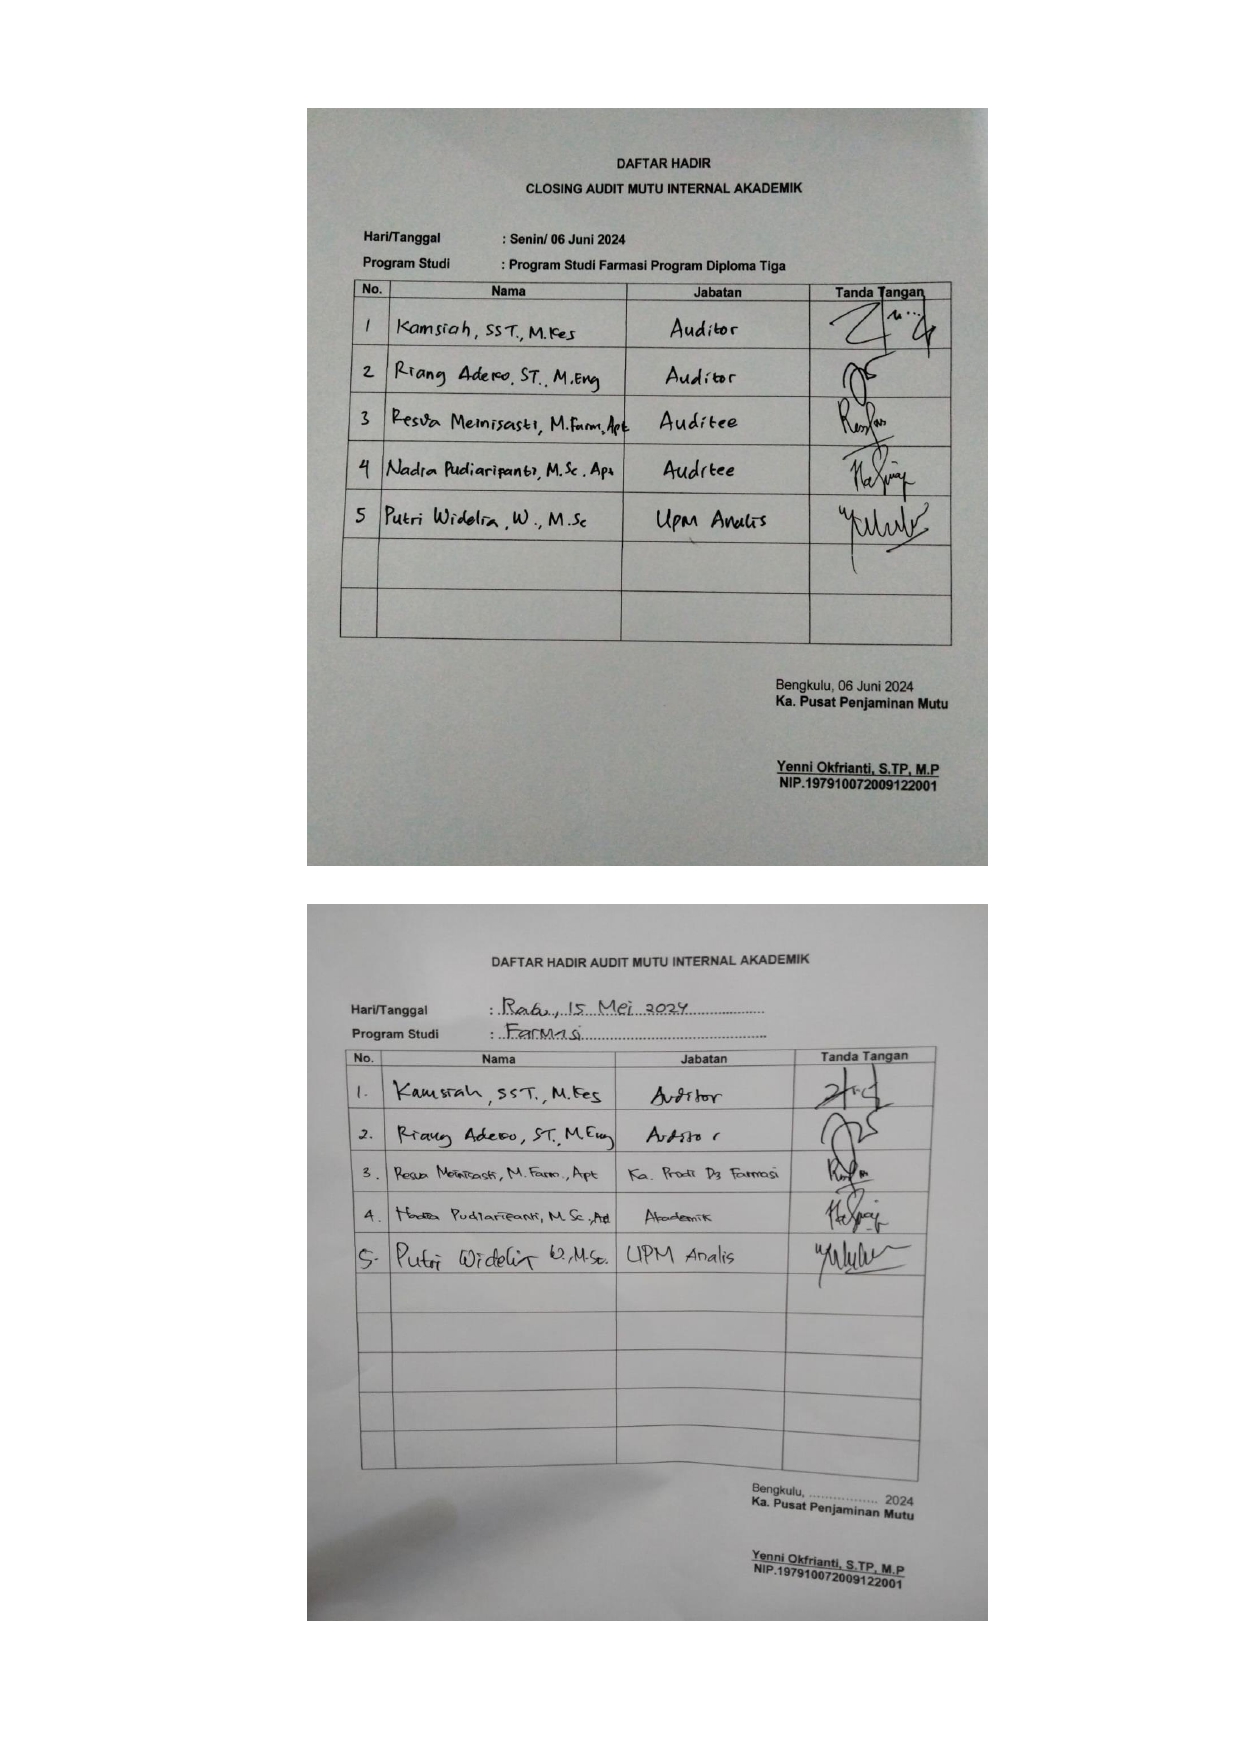 DAFTAR HADIR
CLOSING AUDIT MUTU INTERNAL AKADEMIK
Hari/Tanggal : Senin/ 06 Juni 2024
Program Studi : Program Studi Farmasi Program Diploma Tiga
No. Nama Jabatan Tanda Tangan
1 Kamsiah, SST., M.Kes Auditor
2 Riang Adeko, ST., M.Eng Auditor
3 Resva Meinisasti, M.Farm, Apt Auditee
4 Nadia Pudiaripanti, M.Sc. Apt Auditee
5 Putri Widelia, W., M.Sc Upm Analis
Bengkulu, 06 Juni 2024
Ka. Pusat Penjaminan Mutu
Yenni Okfrianti, S.TP, M.P
NIP.197910072009122001
DAFTAR HADIR AUDIT MUTU INTERNAL AKADEMIK
Hari/Tanggal : Rabu, 15 Mei 2024
Program Studi : Farmasi
No. Nama Jabatan Tanda Tangan
1. Kamsiah, SST., M.Kes Auditor
2. Riang Adeko, ST., M.Eng Auditor
3. Resva Meinisasti, M.Farm., Apt Ka. Prodi D3 Farmasi
4. Pudiaripanti, M.Sc., Akademik
5. Putri Widelia W., M.Sc. UPM Analis
Bengkulu, ................. 2024
Ka. Pusat Penjaminan Mutu
Yenni Okfrianti, S.TP, M.P
NIP.197910072009122001